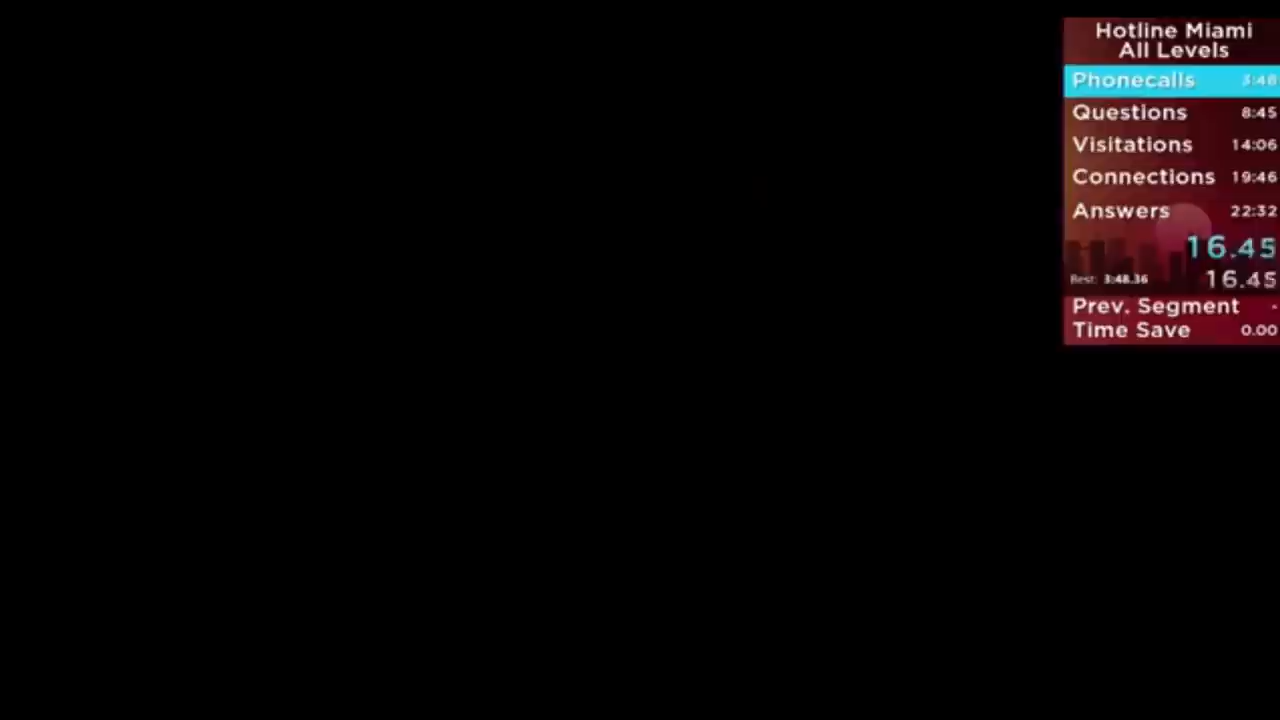 Hotline Miami
All Levels
Phonecalls 3:48
Questions 8:45
Visitations 14:06
Connections 19:46
Answers 22:32
16.45
Best: 3:48.36 16.45
Prev. Segment -
Time Save 0.00